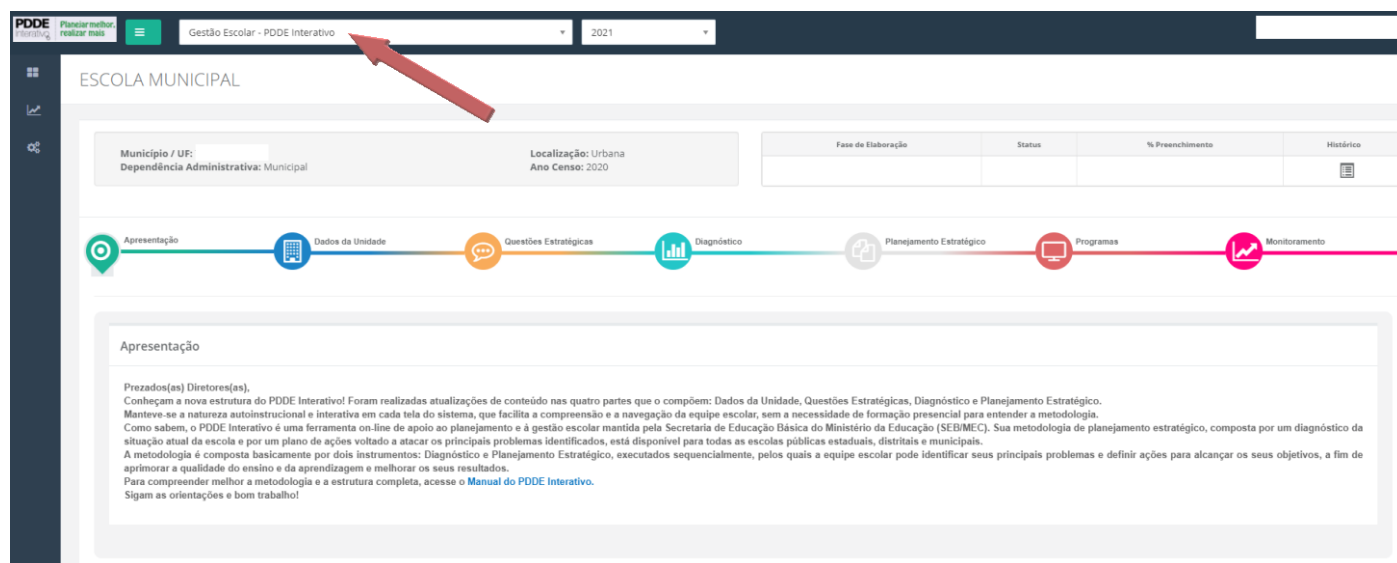 PDDE
Interativo
Planejar melhor,
realizar mais
Gestão Escolar - PDDE Interativo
2021
ESCOLA MUNICIPAL
Município / UF:
Dependência Administrativa: Municipal
Localização: Urbana
Ano Censo: 2020
Fase de Elaboração
Status
% Preenchimento
Histórico
Apresentação
Dados da Unidade
Questões Estratégicas
Diagnóstico
Planejamento Estratégico
Programas
Monitoramento
Apresentação
Prezados(as) Diretores(as),
Conheçam a nova estrutura do PDDE Interativo! Foram realizadas atualizações de conteúdo nas quatro partes que o compõem: Dados da Unidade, Questões Estratégicas, Diagnóstico e Planejamento Estratégico.
Manteve-se a natureza autoinstrucional e interativa em cada tela do sistema, que facilita a compreensão e a navegação da equipe escolar, sem a necessidade de formação presencial para entender a metodologia.
Como sabem, o PDDE Interativo é uma ferramenta on-line de apoio ao planejamento e à gestão escolar mantida pela Secretaria de Educação Básica do Ministério da Educação (SEB/MEC). Sua metodologia de planejamento estratégico, composta por um diagnóstico da
situação atual da escola e por um plano de ações voltado a atacar os principais problemas identificados, está disponível para todas as escolas públicas estaduais, distritais e municipais.
A metodologia é composta basicamente por dois instrumentos: Diagnóstico e Planejamento Estratégico, executados sequencialmente, pelos quais a equipe escolar pode identificar seus principais problemas e definir ações para alcançar os seus objetivos, a fim de
aprimorar a qualidade do ensino e da aprendizagem e melhorar os seus resultados.
Para compreender melhor a metodologia e a estrutura completa, acesse o Manual do PDDE Interativo.
Sigam as orientações e bom trabalho!